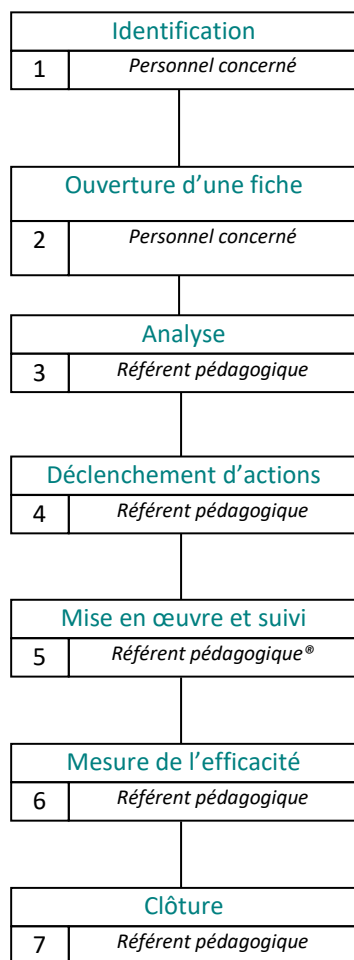 Identification
1 Personnel concerné
Ouverture d’une fiche
2 Personnel concerné
Analyse
3 Référent pédagogique
Déclenchement d’actions
4 Référent pédagogique
Mise en œuvre et suivi
5 Référent pédagogique®
Mesure de l’efficacité
6 Référent pédagogique
Clôture
7 Référent pédagogique